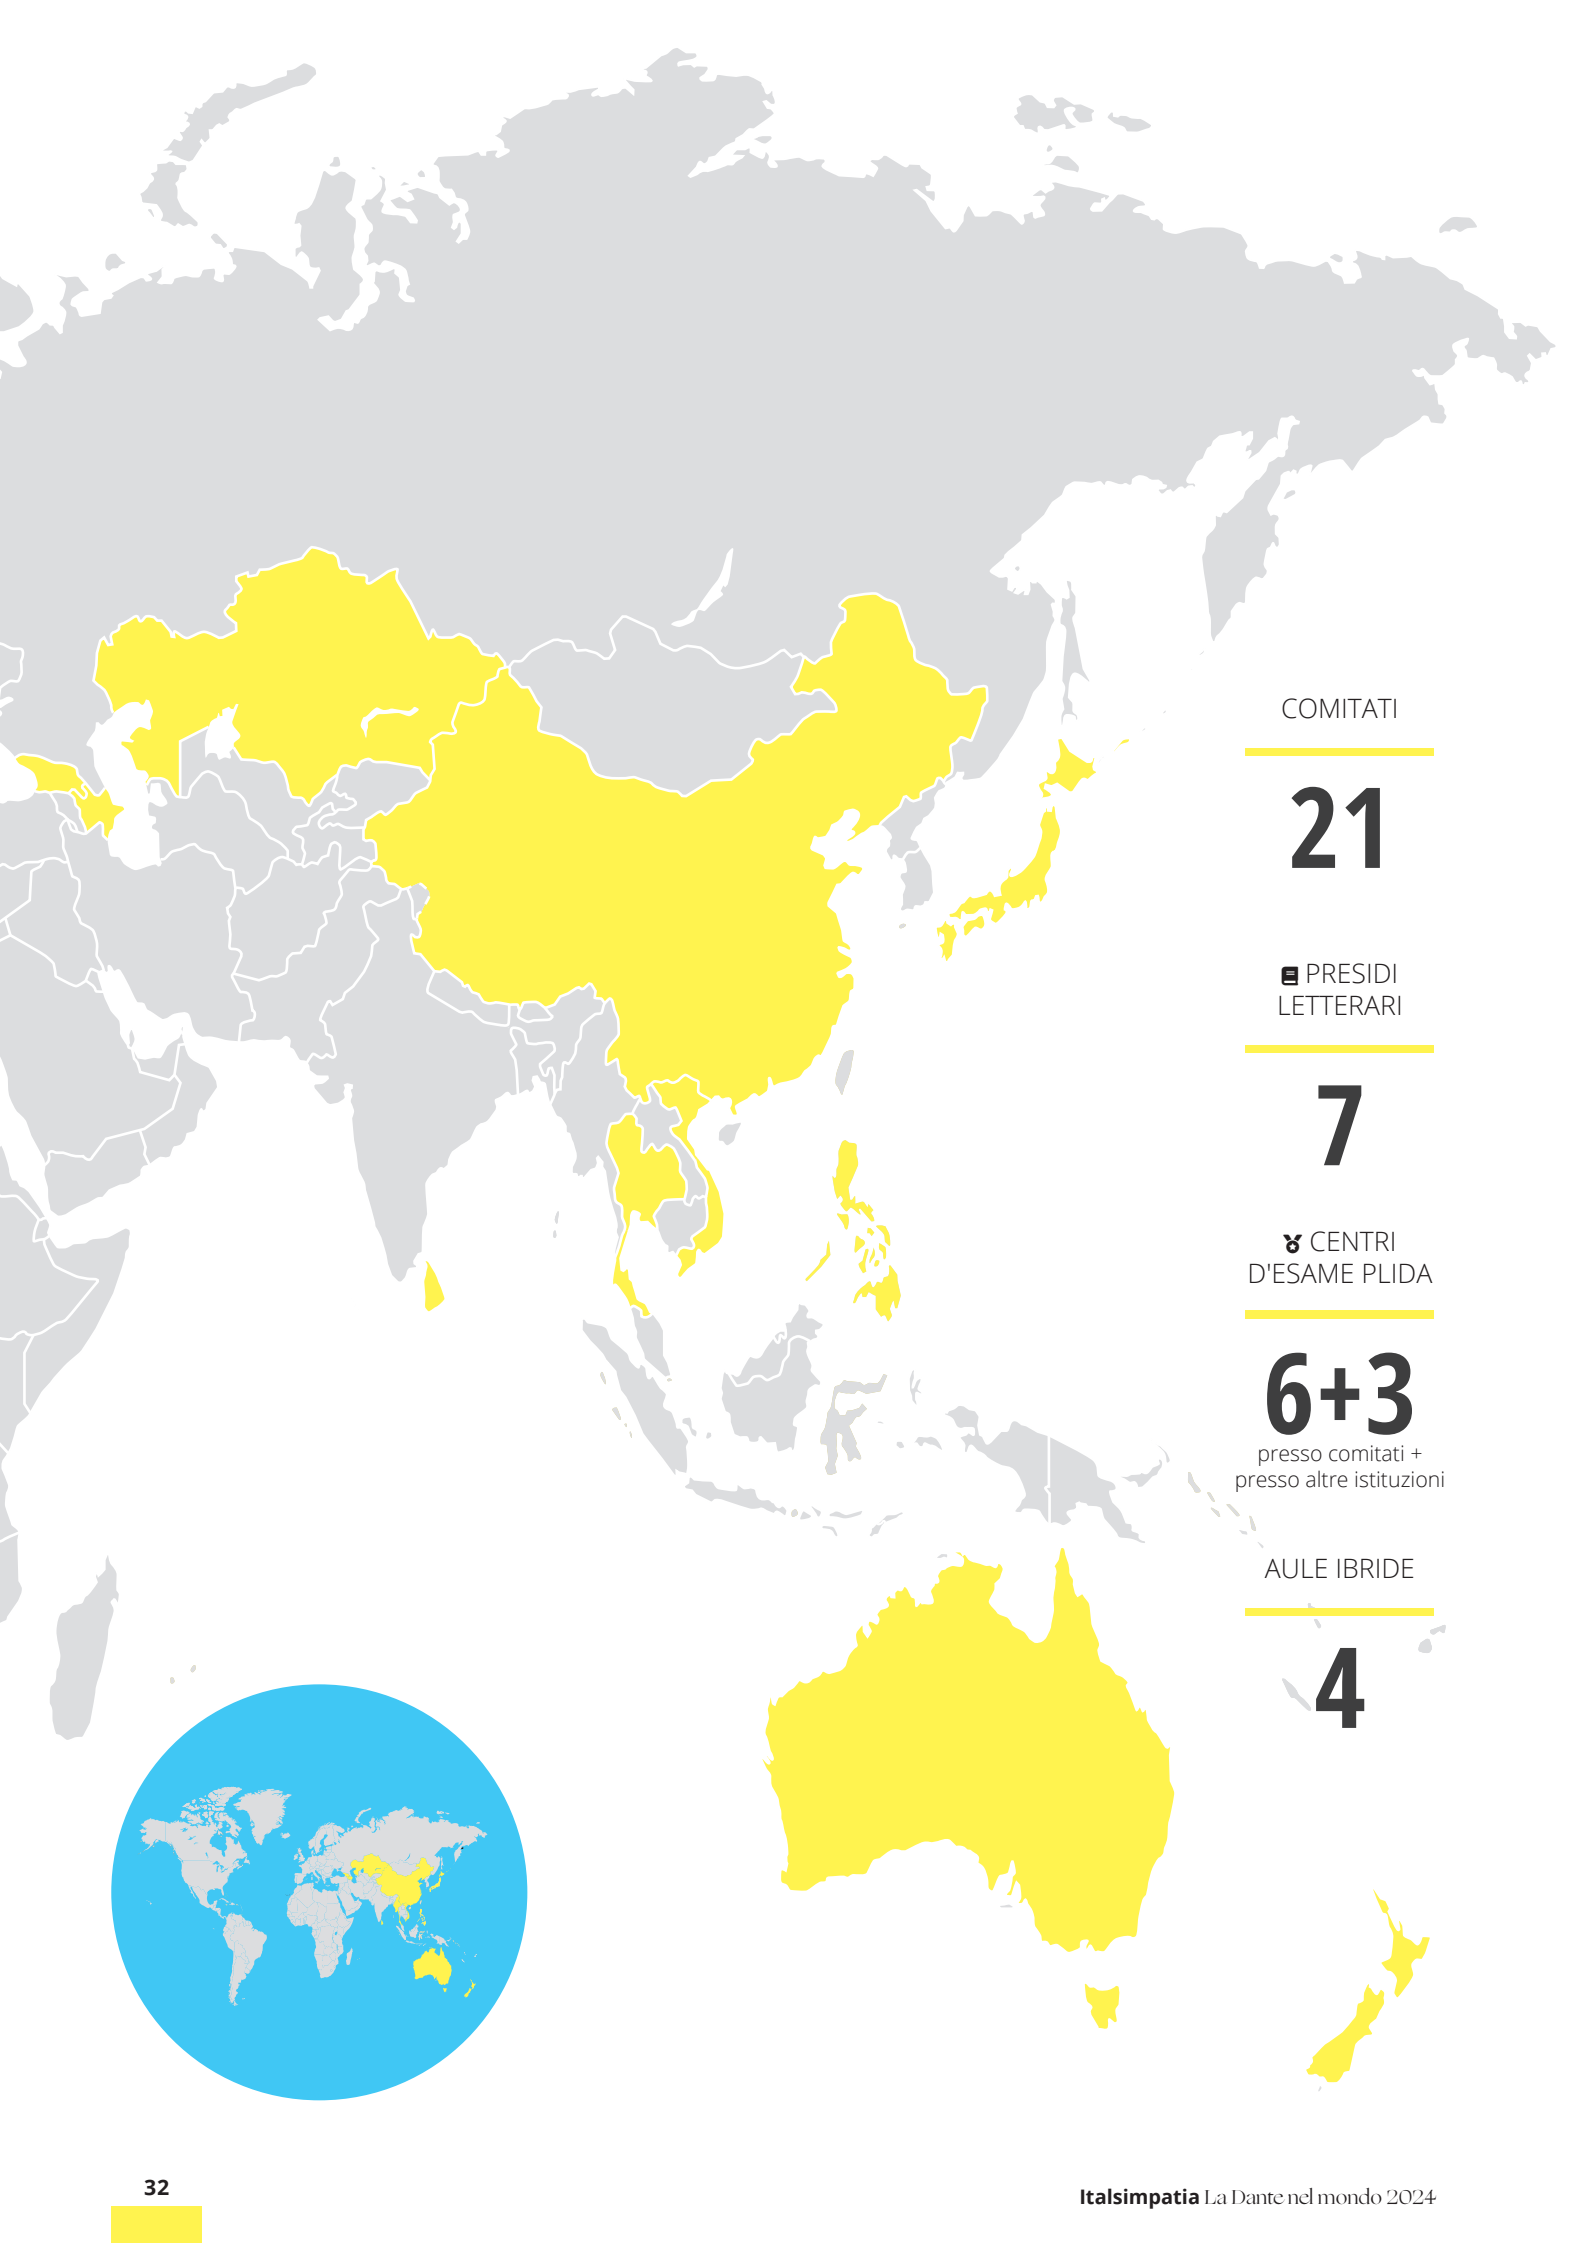 COMITATI
21
PRESIDI
LETTERARI
7
CENTRI
D'ESAME PLIDA
6+3
presso comitati +
presso altre istituzioni
AULE IBRIDE
4
32
Italsimpatia La Dante nel mondo 2024